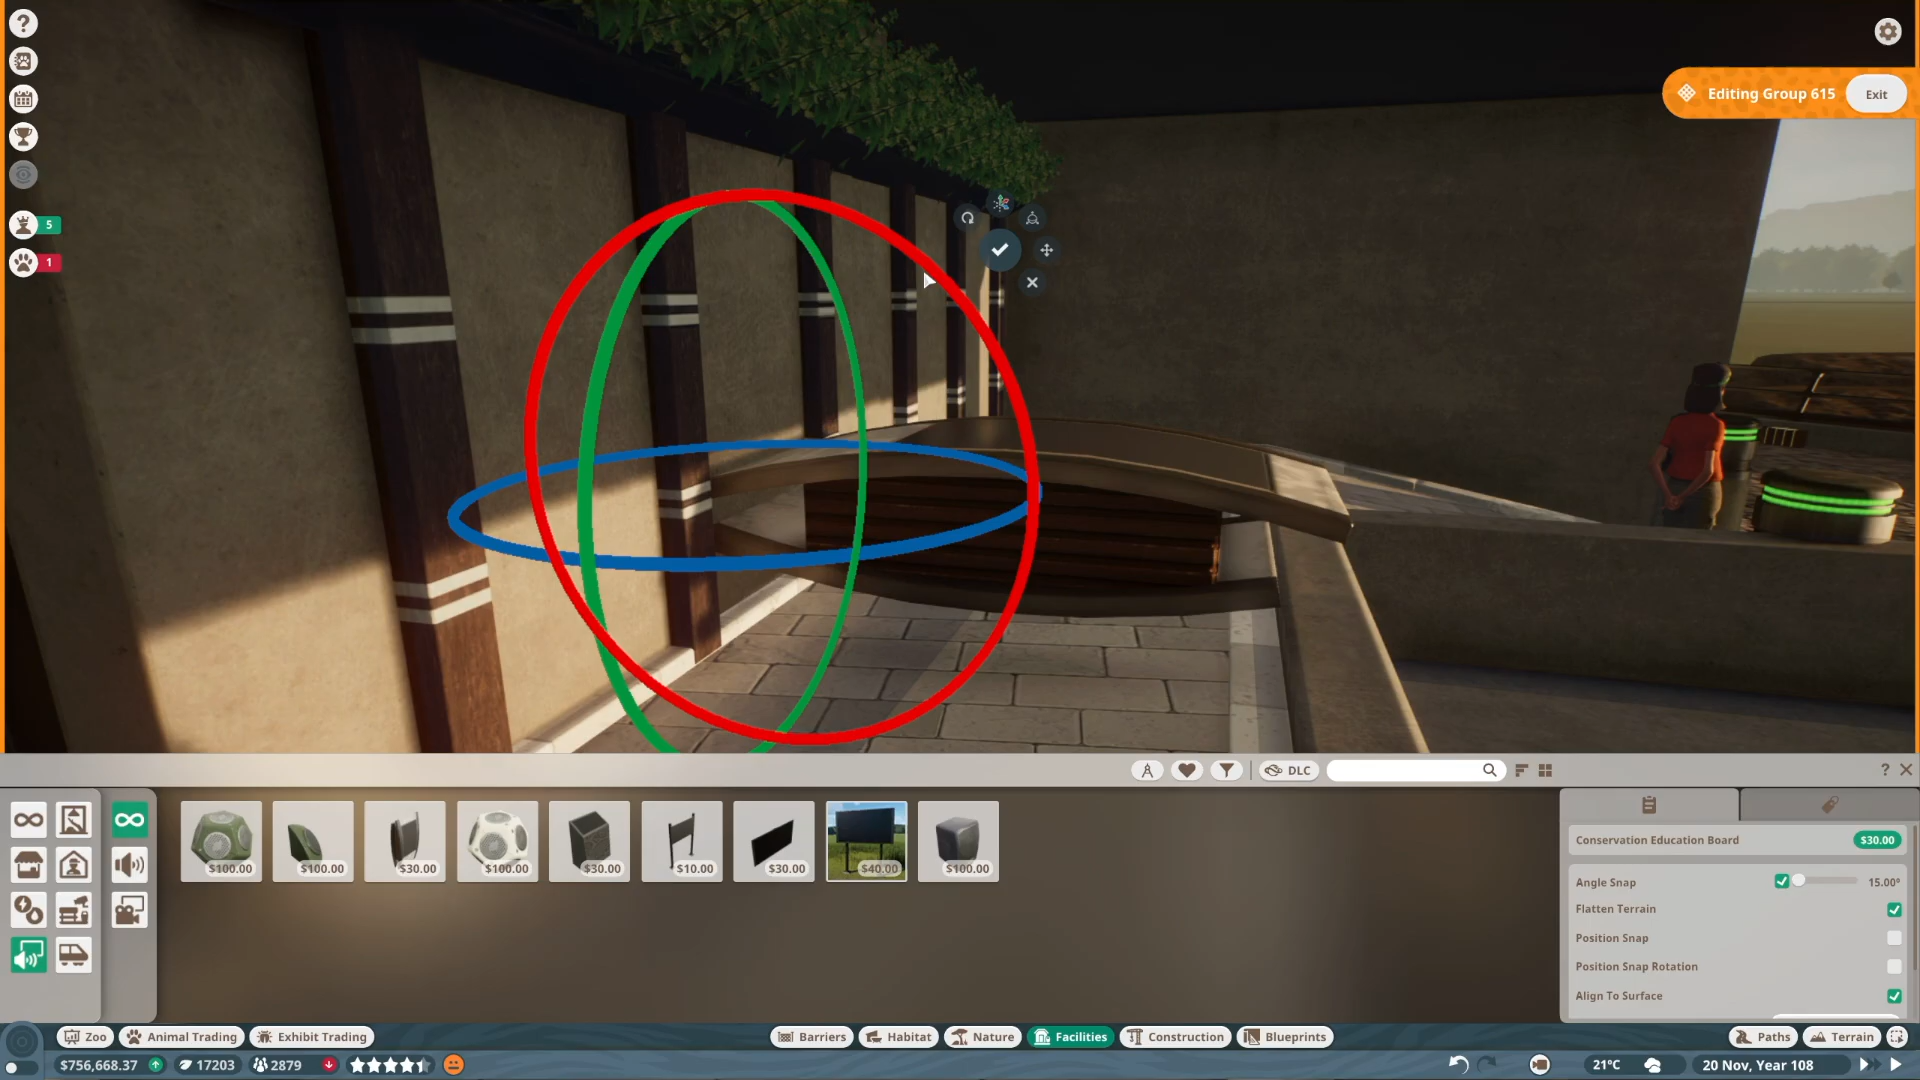 Editing Group 615
Exit
5
1
DLC
$100.00
$100.00
$30.00
$100.00
$30.00
$10.00
$30.00
$40.00
$100.00
Conservation Education Board
$30.00
Angle Snap
15.00°
Flatten Terrain
Position Snap
Position Snap Rotation
Align To Surface
Zoo
Animal Trading
Exhibit Trading
Barriers
Habitat
Nature
Facilities
Construction
Blueprints
Paths
Terrain
$756,668.37
17203
2879
21°C
20 Nov, Year 108